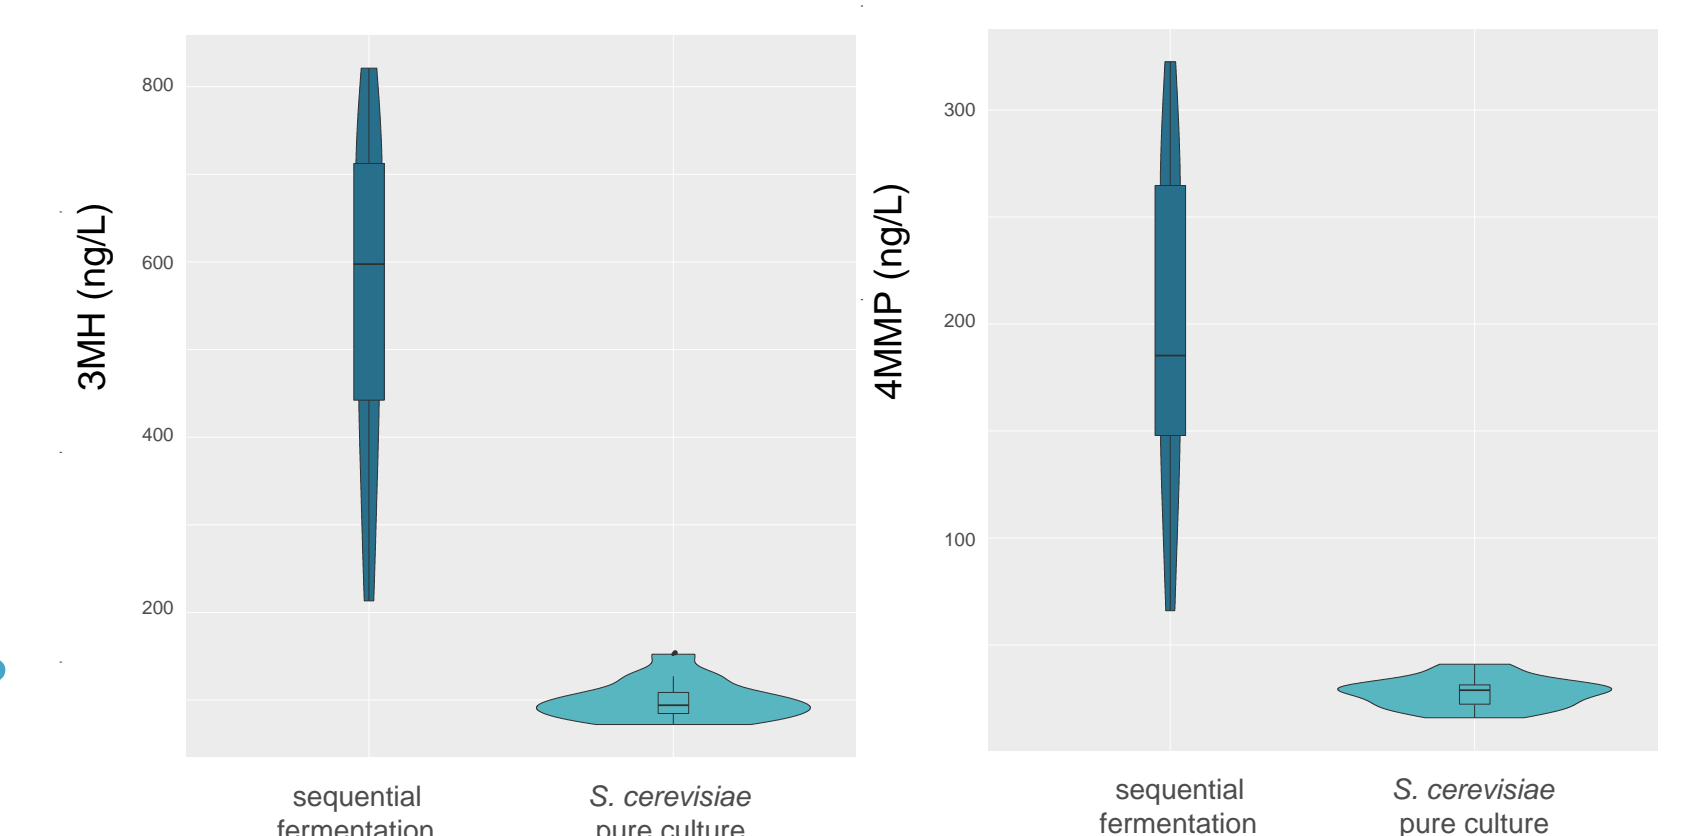 3MH (ng/L)
800
600
400
200
sequential
fermentation
S. cerevisiae
pure culture
4MMP (ng/L)
300
200
100
sequential
fermentation
S. cerevisiae
pure culture